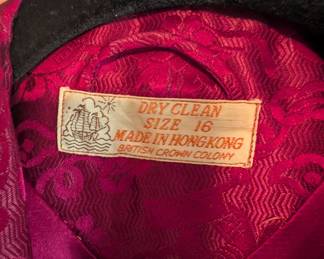 DRY CLEAN
SIZE 16
MADE IN HONG KONG
BRITISH CROWN COLONY